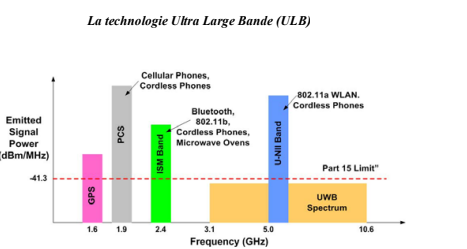 La technologie Ultra Large Bande (ULB)
Cellular Phones,
Cordless Phones
802.11a WLAN.
Cordless Phones
Bluetooth,
802.11b,
Cordless Phones,
Microwave Ovens
Emitted
Signal
Power
(dBm/MHz)
PCS
ISM Band
U-NII Band
Part 15 Limit"
-41.3
GPS
UWB
Spectrum
1.6 1.9 2.4 3.1 5.0 10.6
Frequency (GHz)